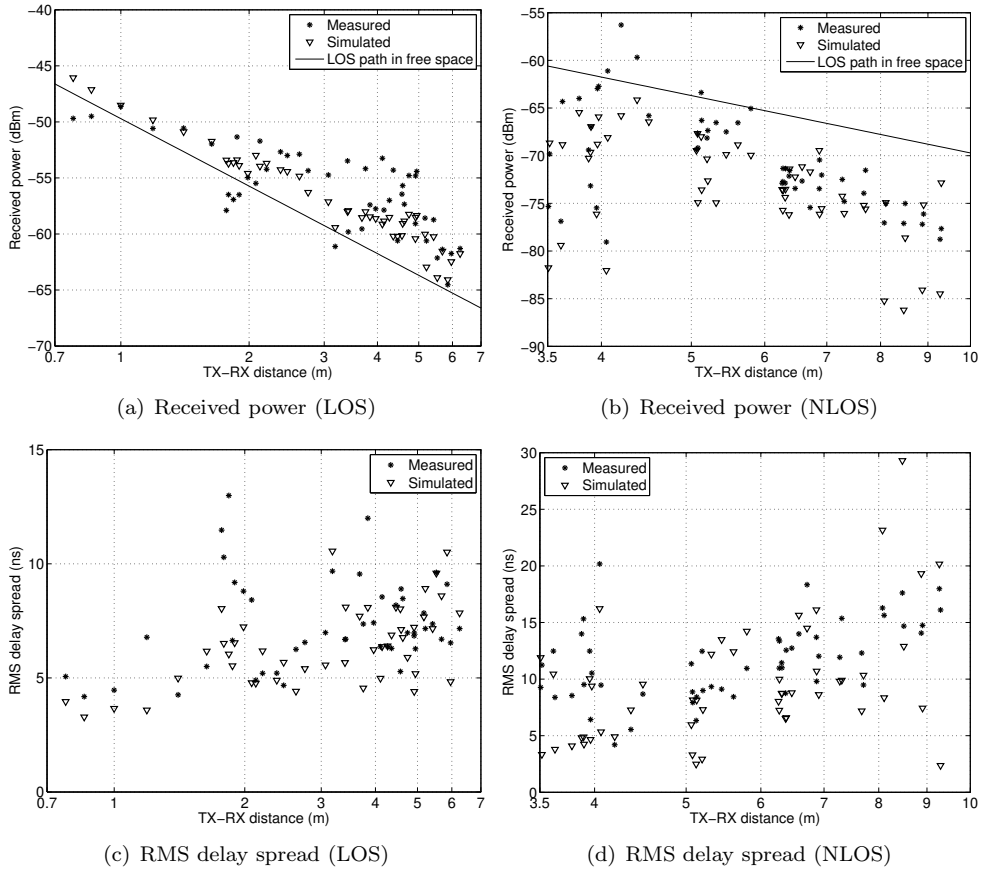 −40
−45
−50
−55
−60
−65
−70
0.7 1 2 3 4 5 6 7
Received power (dBm)
TX−RX distance (m)
Measured
Simulated
LOS path in free space
(a) Received power (LOS)
−55
−60
−65
−70
−75
−80
−85
−90
3.5 4 5 6 7 8 9 10
Received power (dBm)
TX−RX distance (m)
Measured
Simulated
LOS path in free space
(b) Received power (NLOS)
15
10
5
0
0.7 1 2 3 4 5 6 7
RMS delay spread (ns)
TX−RX distance (m)
Measured
Simulated
(c) RMS delay spread (LOS)
30
25
20
15
10
5
0
3.5 4 5 6 7 8 9 10
RMS delay spread (ns)
TX−RX distance (m)
Measured
Simulated
(d) RMS delay spread (NLOS)